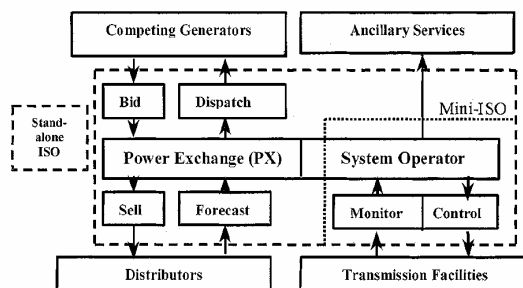 Competing Generators
Ancillary Services
Bid
Dispatch
Mini-ISO
Stand-
alone
ISO
Power Exchange (PX)
System Operator
Sell
Forecast
Monitor
Control
Distributors
Transmission Facilities